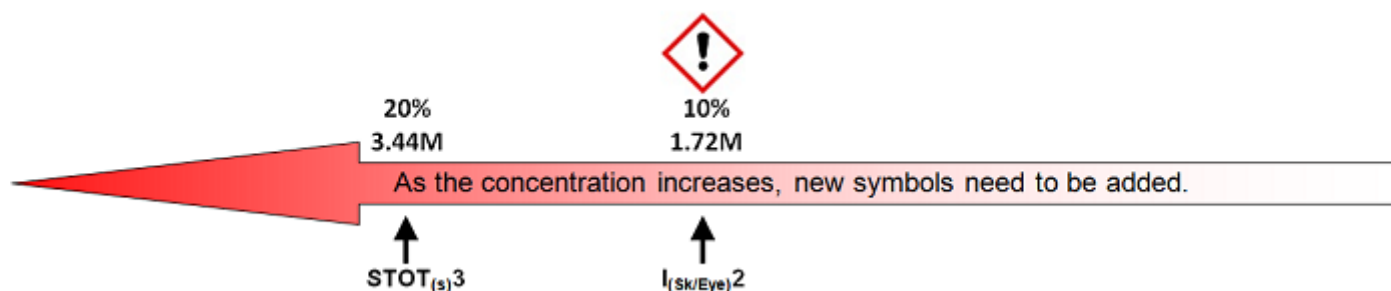 !
20% 10%
3.44M 1.72M
As the concentration increases, new symbols need to be added.
STOT(s)3 I(Sk/Eye)2